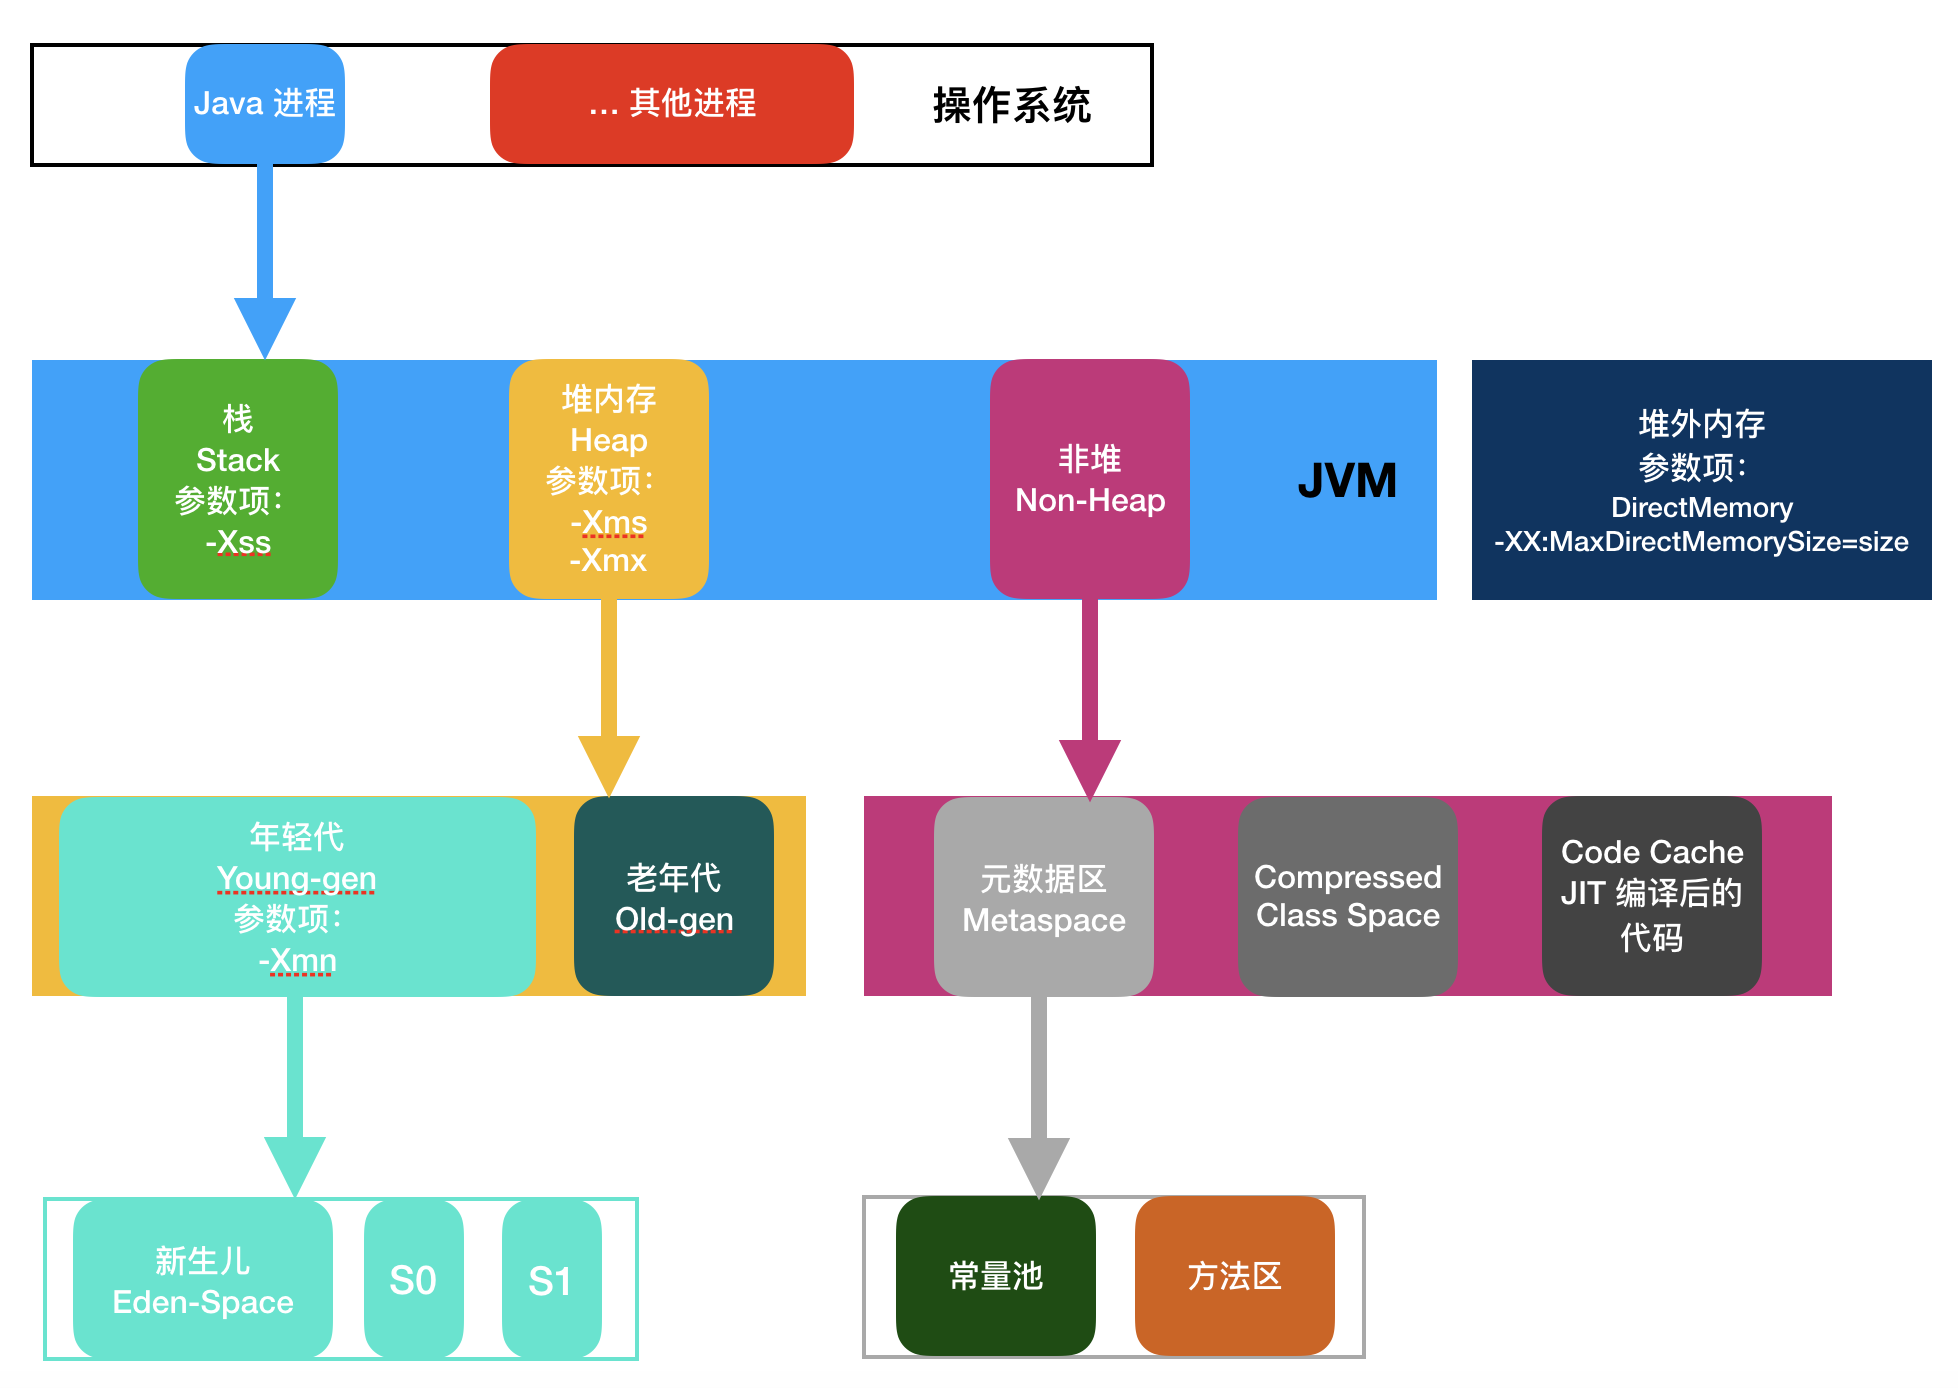 Java 进程
... 其他进程
操作系统
栈
Stack
参数项：
-Xss
堆内存
Heap
参数项：
-Xms
-Xmx
非堆
Non-Heap
JVM
堆外内存
参数项：
DirectMemory
-XX:MaxDirectMemorySize=size
年轻代
Young-gen
参数项：
-Xmn
老年代
Old-gen
元数据区
Metaspace
Compressed
Class Space
Code Cache
JIT 编译后的
代码
新生儿
Eden-Space
S0
S1
常量池
方法区